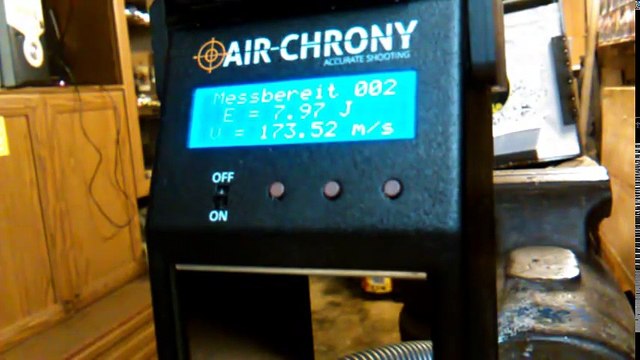 AIR-CHRONY
ACCURATE SHOOTING
Messbereit 002
E = 7.97 J
U = 173.52 m/s
OFF
ON